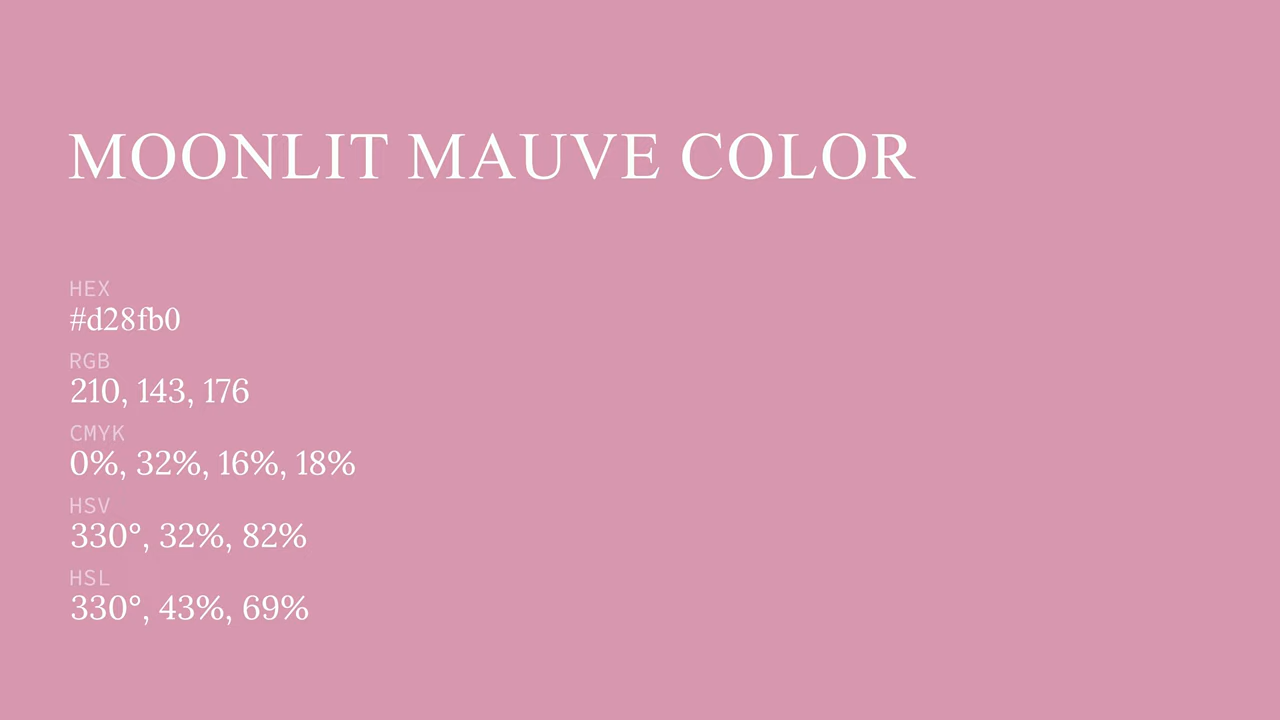 MOONLIT MAUVE COLOR
HEX
#d28fb0
RGB
210, 143, 176
CMYK
0%, 32%, 16%, 18%
HSV
330°, 32%, 82%
HSL
330°, 43%, 69%